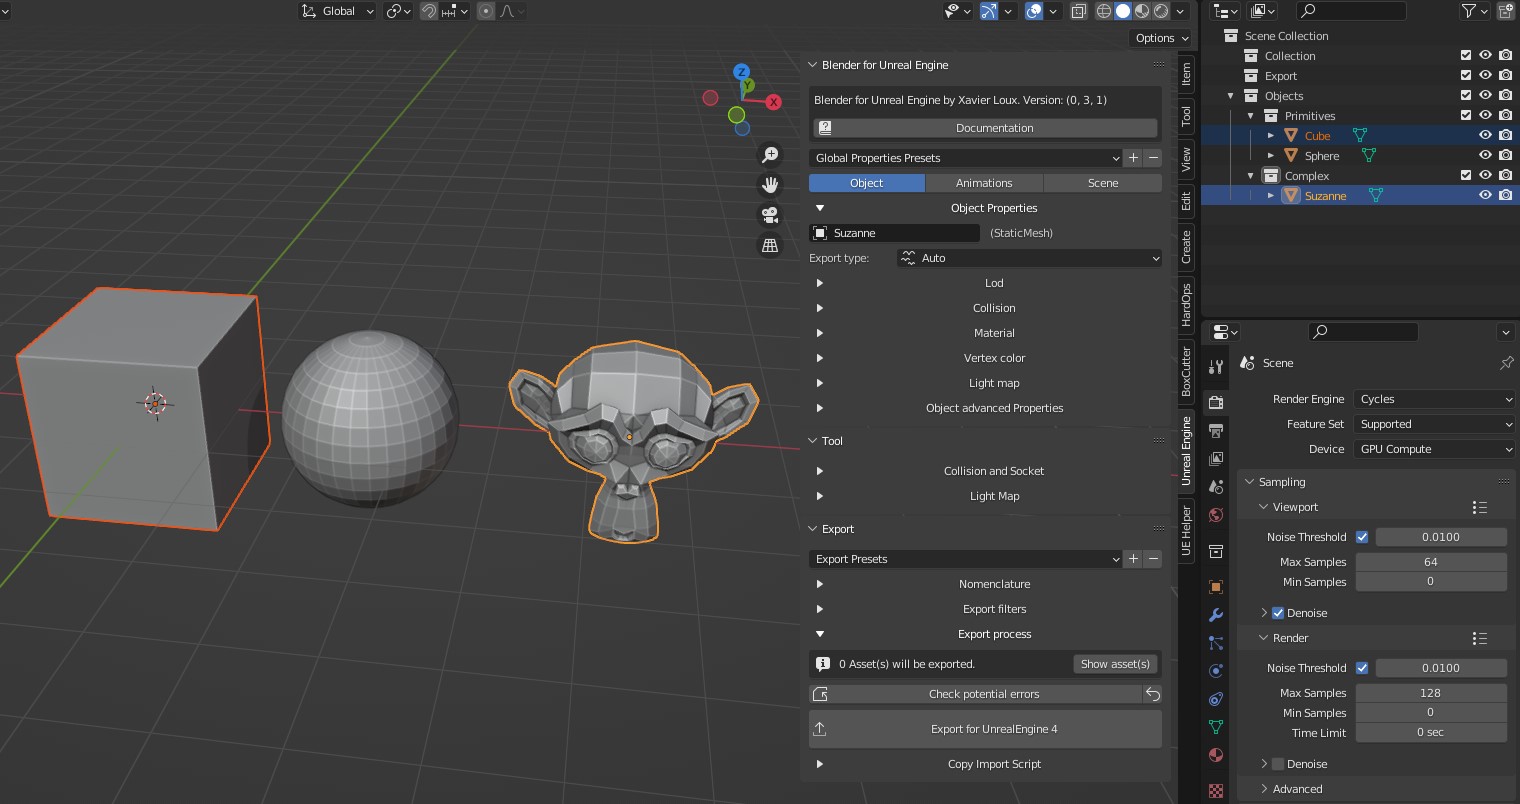 Global
Options
Z
Y
X
Blender for Unreal Engine
Blender for Unreal Engine by Xavier Loux. Version: (0, 3, 1)
Documentation
Global Properties Presets
Object Animations Scene
Object Properties
Suzanne (StaticMesh)
Export type: Auto
Lod
Collision
Material
Vertex color
Light map
Object advanced Properties
Tool
Collision and Socket
Light Map
Export
Export Presets
Nomenclature
Export filters
Export process
0 Asset(s) will be exported. Show asset(s)
Check potential errors
Export for UnrealEngine 4
Copy Import Script
Item
Tool
View
Edit
Create
HardOps
BoxCutter
Unreal Engine
UE Helper
Scene Collection
Collection
Export
Objects
Primitives
Cube
Sphere
Complex
Suzanne
Scene
Render Engine Cycles
Feature Set Supported
Device GPU Compute
Sampling
Viewport
Noise Threshold 0.0100
Max Samples 64
Min Samples 0
Denoise
Render
Noise Threshold 0.0100
Max Samples 128
Min Samples 0
Time Limit 0 sec
Denoise
Advanced